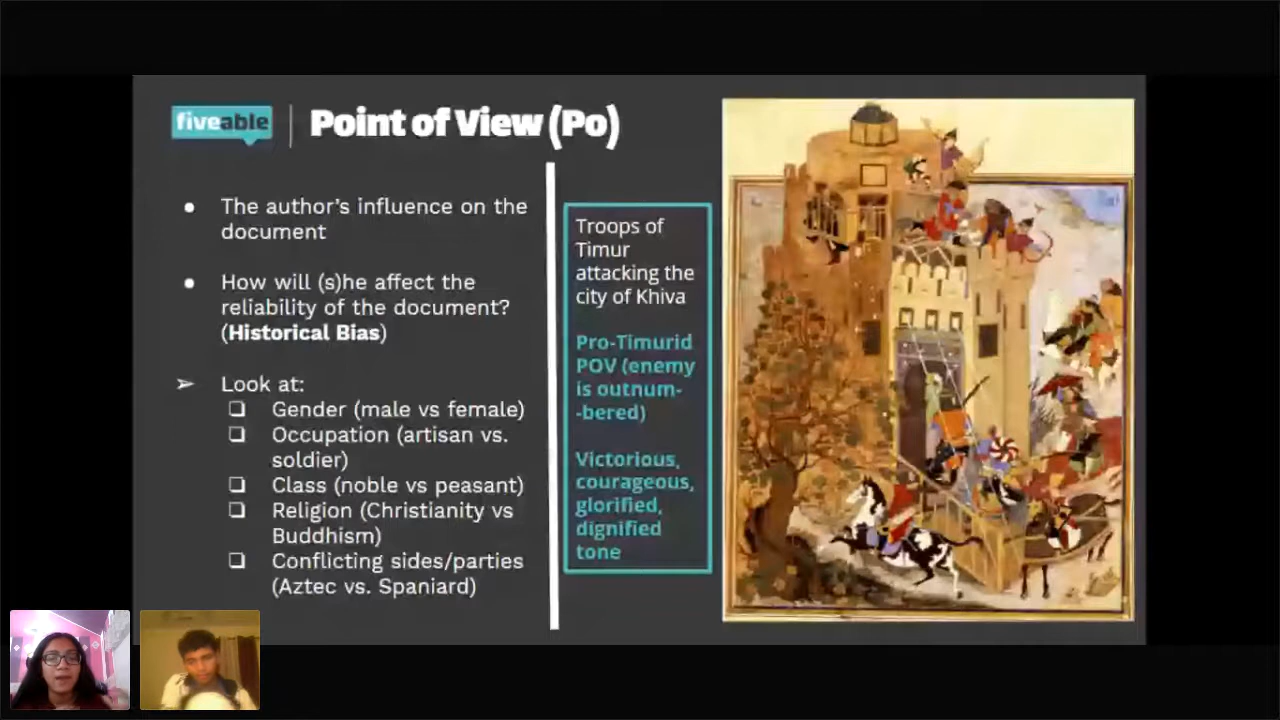 fiveable
Point of View (Po)
● The author's influence on the
document
● How will (s)he affect the
reliability of the document?
(Historical Bias)
➢ Look at:
❏ Gender (male vs female)
❏ Occupation (artisan vs.
soldier)
❏ Class (noble vs peasant)
❏ Religion (Christianity vs
Buddhism)
❏ Conflicting sides/parties
(Aztec vs. Spaniard)
Troops of
Timur
attacking the
city of Khiva
Pro-Timurid
POV (enemy
is outnum-
-bered)
Victorious,
courageous,
glorified,
dignified
tone